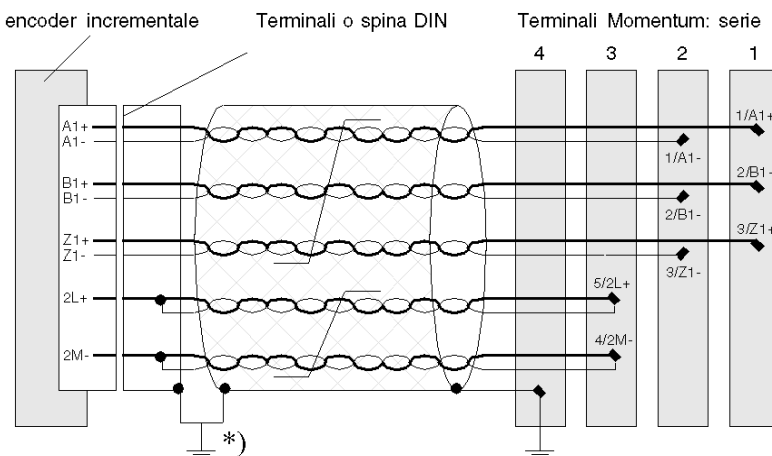 encoder incrementale
Terminali o spina DIN
Terminali Momentum: serie
4 3 2 1
A1+
A1-
B1+
B1-
Z1+
Z1-
2L+
2M-
1/A1+
1/A1-
2/B1-
2/B1-
3/Z1+
3/Z1-
5/2L+
4/2M-
*)